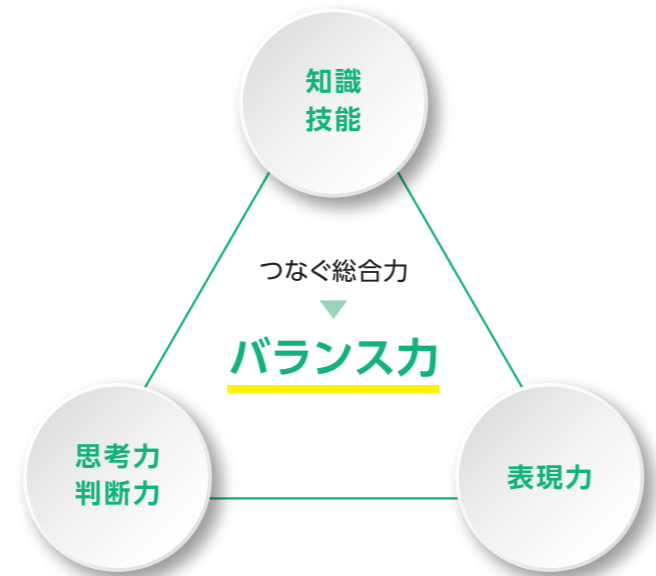 知識
技能
つなぐ総合力
バランス力
思考力
判断力
表現力